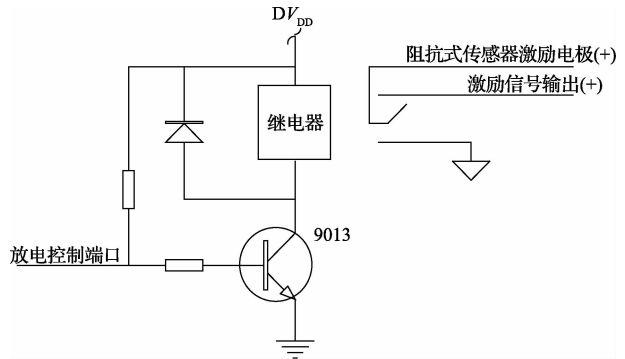 DV_DD
阻抗式传感器激励电极(+)
激励信号输出(+)
继电器
9013
放电控制端口